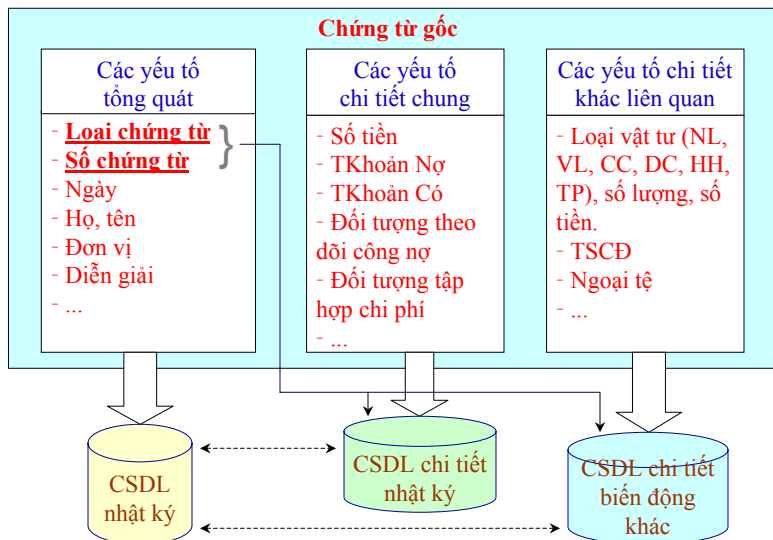 Chứng từ gốc
Các yếu tố
tổng quát
- Loại chứng từ
- Số chứng từ
- Ngày
- Họ, tên
- Đơn vị
- Diễn giải
- ...
Các yếu tố
chi tiết chung
- Số tiền
- TKhoản Nợ
- TKhoản Có
- Đối tượng theo
dõi công nợ
- Đối tượng tập
hợp chi phí
- ...
Các yếu tố chi tiết
khác liên quan
- Loại vật tư (NL,
VL, CC, DC, HH,
TP), số lượng, số
tiền.
- TSCĐ
- Ngoại tệ
- ...
CSDL
nhật ký
CSDL chi tiết
nhật ký
CSDL chi tiết
biến động
khác